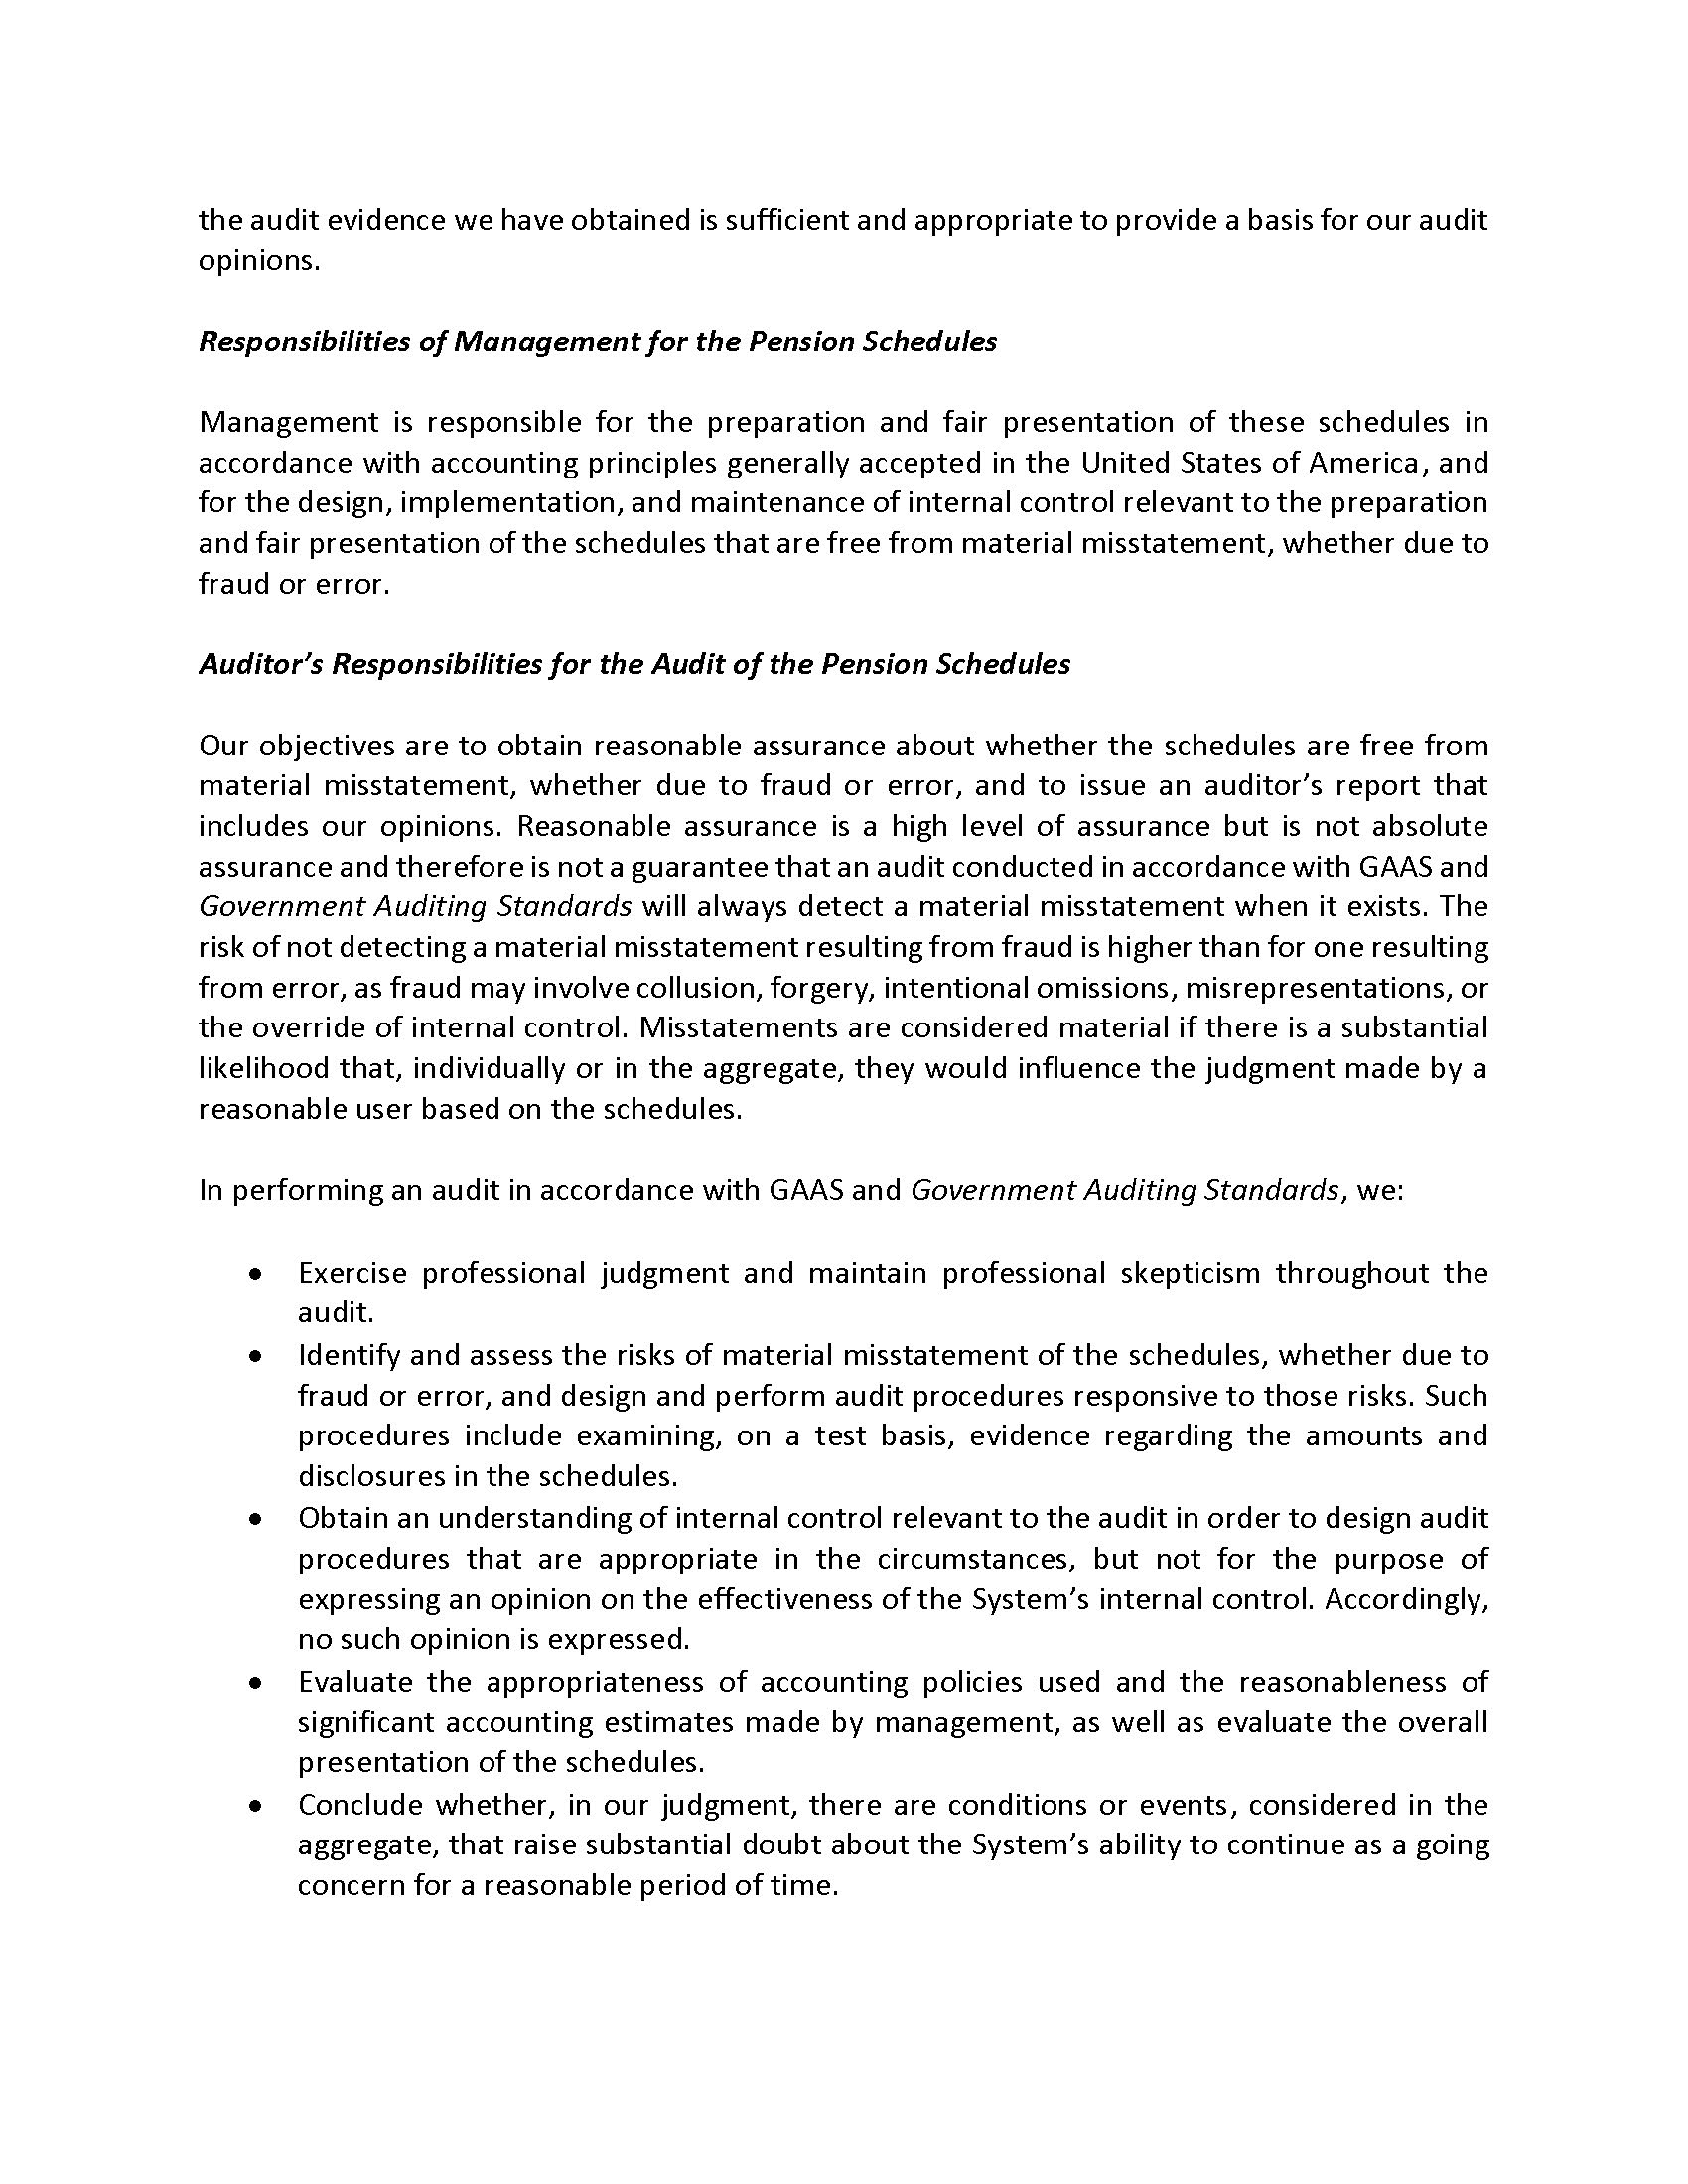 the audit evidence we have obtained is sufficient and appropriate to provide a basis for our audit
opinions.
Responsibilities of Management for the Pension Schedules
Management is responsible for the preparation and fair presentation of these schedules in
accordance with accounting principles generally accepted in the United States of America, and
for the design, implementation, and maintenance of internal control relevant to the preparation
and fair presentation of the schedules that are free from material misstatement, whether due to
fraud or error.
Auditor’s Responsibilities for the Audit of the Pension Schedules
Our objectives are to obtain reasonable assurance about whether the schedules are free from
material misstatement, whether due to fraud or error, and to issue an auditor’s report that
includes our opinions. Reasonable assurance is a high level of assurance but is not absolute
assurance and therefore is not a guarantee that an audit conducted in accordance with GAAS and
Government Auditing Standards will always detect a material misstatement when it exists. The
risk of not detecting a material misstatement resulting from fraud is higher than for one resulting
from error, as fraud may involve collusion, forgery, intentional omissions, misrepresentations, or
the override of internal control. Misstatements are considered material if there is a substantial
likelihood that, individually or in the aggregate, they would influence the judgment made by a
reasonable user based on the schedules.
In performing an audit in accordance with GAAS and Government Auditing Standards, we:
• Exercise professional judgment and maintain professional skepticism throughout the
audit.
• Identify and assess the risks of material misstatement of the schedules, whether due to
fraud or error, and design and perform audit procedures responsive to those risks. Such
procedures include examining, on a test basis, evidence regarding the amounts and
disclosures in the schedules.
• Obtain an understanding of internal control relevant to the audit in order to design audit
procedures that are appropriate in the circumstances, but not for the purpose of
expressing an opinion on the effectiveness of the System’s internal control. Accordingly,
no such opinion is expressed.
• Evaluate the appropriateness of accounting policies used and the reasonableness of
significant accounting estimates made by management, as well as evaluate the overall
presentation of the schedules.
• Conclude whether, in our judgment, there are conditions or events, considered in the
aggregate, that raise substantial doubt about the System’s ability to continue as a going
concern for a reasonable period of time.